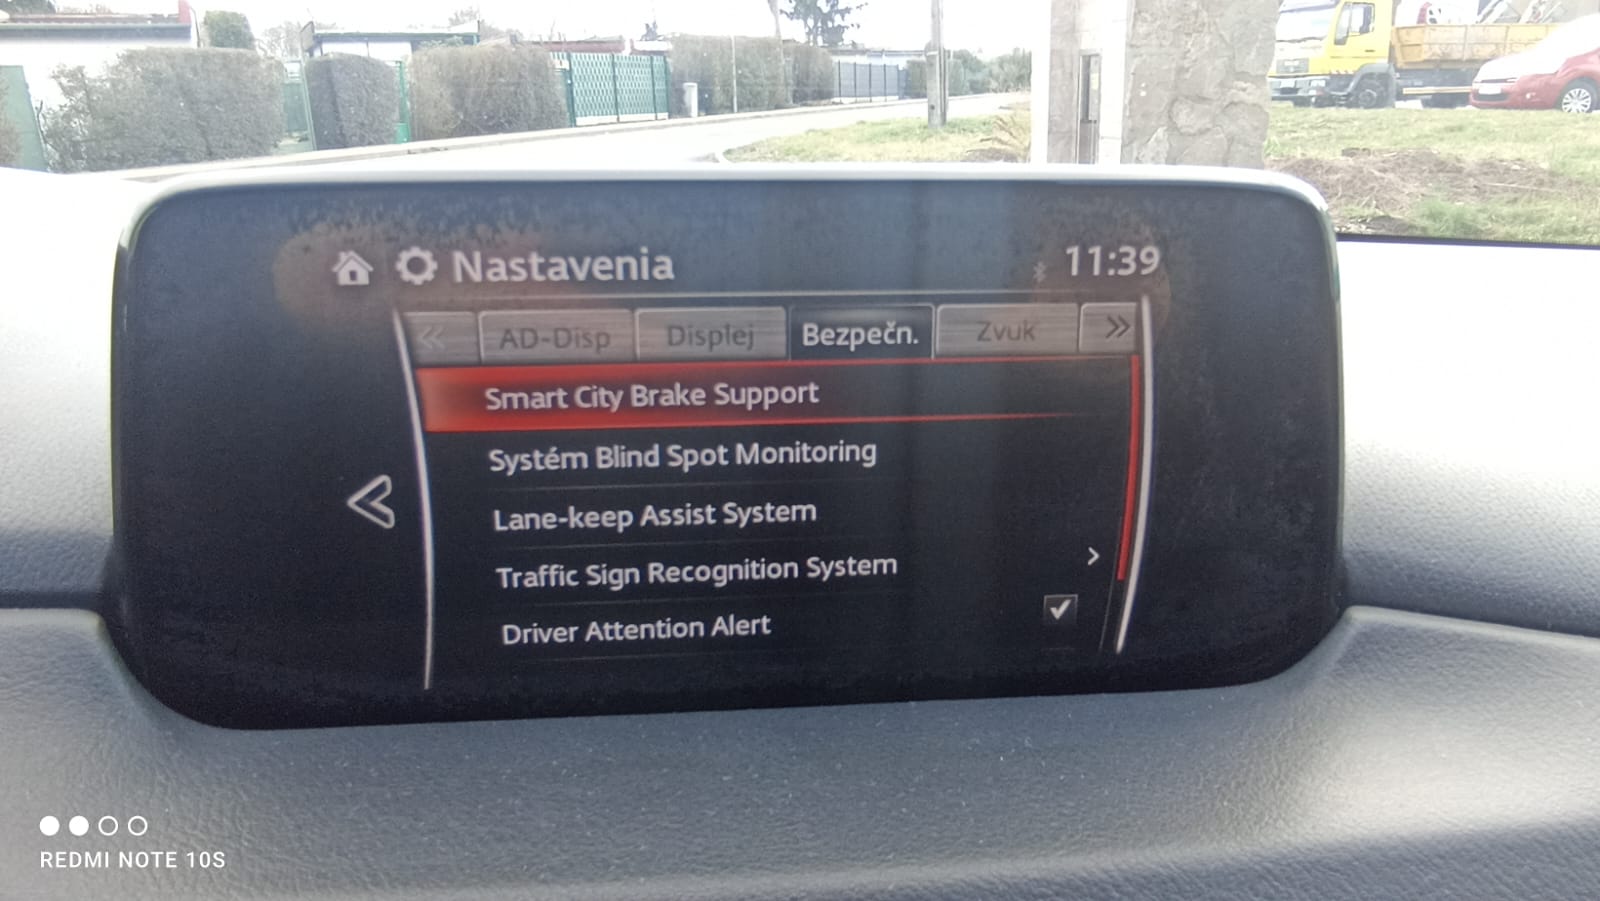 Nastavenia
11:39
AD-Disp Displej Bezpečn. Zvuk
Smart City Brake Support
Systém Blind Spot Monitoring
Lane-keep Assist System
Traffic Sign Recognition System
Driver Attention Alert
REDMI NOTE 10S